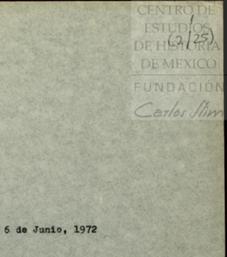 CENTRO DE
ESTUDIOS
DE HISTORIA
(2/25)
DE MEXICO
FUNDACIÓN
Carlos Slim
6 de Junio, 1972